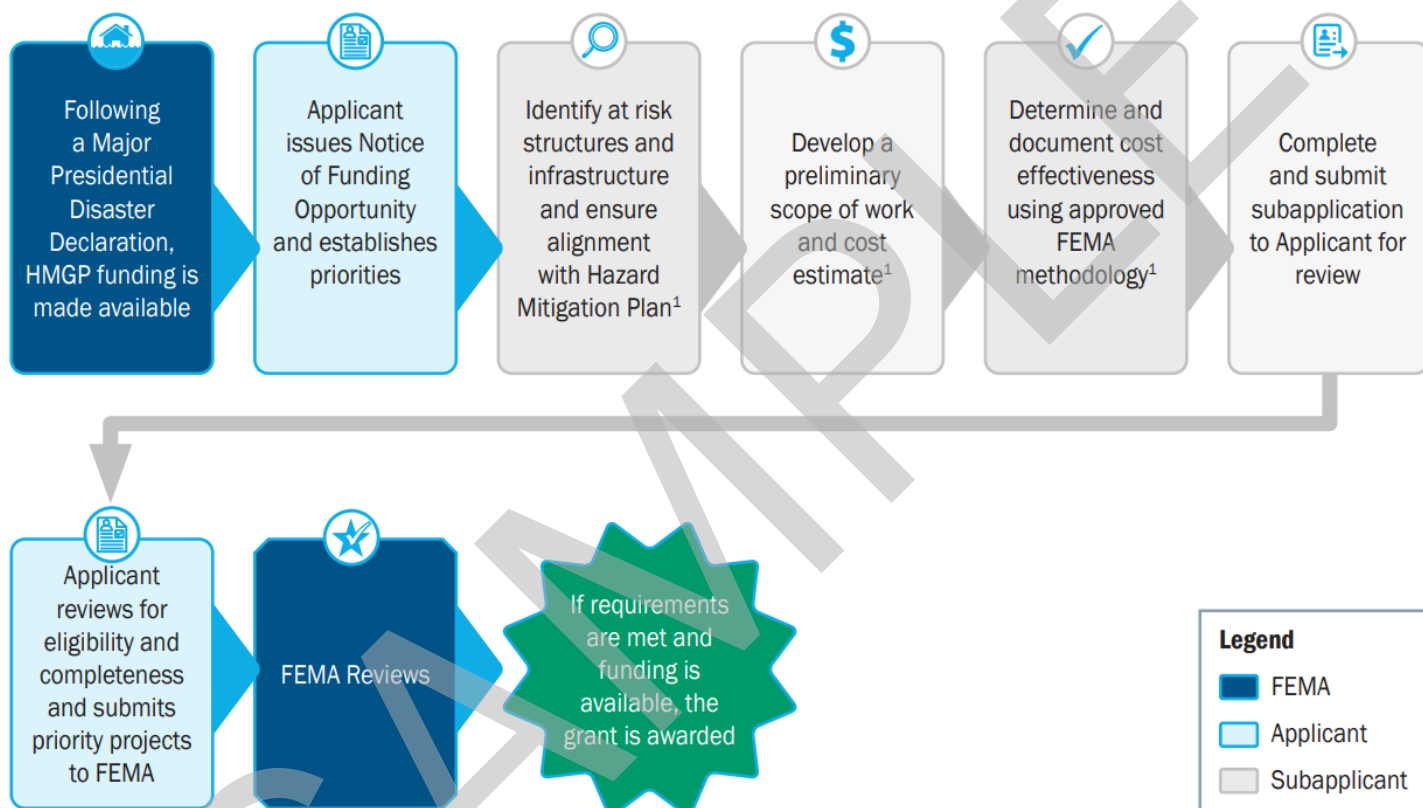 Following
a Major
Presidential
Disaster
Declaration,
HMGP funding is
made available
Applicant
issues Notice
of Funding
Opportunity
and establishes
priorities
Identify at risk
structures and
infrastructure
and ensure
alignment
with Hazard
Mitigation Plan¹
$
Develop a
preliminary
scope of work
and cost
estimate¹
Determine and
document cost
effectiveness
using approved
FEMA
methodology¹
Complete
and submit
subapplication
to Applicant for
review
Applicant
reviews for
eligibility and
completeness
and submits
priority projects
to FEMA
FEMA Reviews
If requirements
are met and
funding is
available, the
grant is awarded
Legend
FEMA
Applicant
Subapplicant
SAMPLE